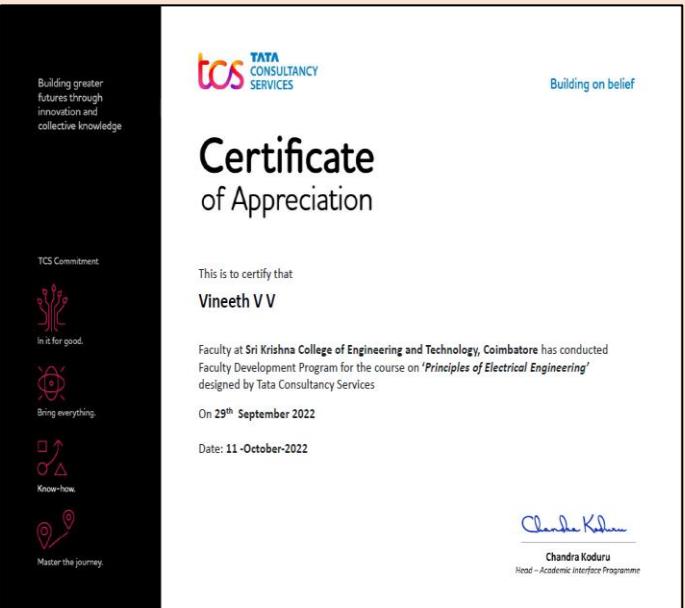 Building greater
futures through
innovation and
collective knowledge
TCS Commitment
In it for good.
Bring everything.
Know-how.
Master the journey.
tcs TATA
CONSULTANCY
SERVICES
Building on belief
Certificate
of Appreciation
This is to certify that
Vineeth V V
Faculty at Sri Krishna College of Engineering and Technology, Coimbatore has conducted
Faculty Development Program for the course on ‘Principles of Electrical Engineering’
designed by Tata Consultancy Services
On 29th September 2022
Date: 11 -October-2022
Chandra Koduru
Chandra Koduru
Head – Academic Interface Programme